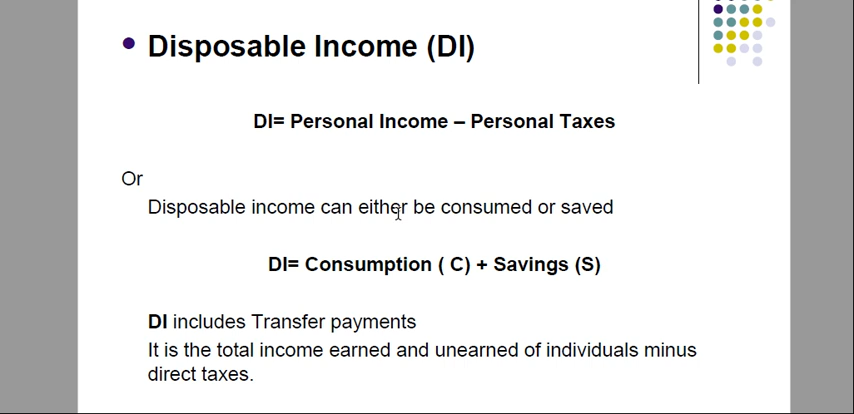 Disposable Income (DI)
DI= Personal Income – Personal Taxes
Or
Disposable income can either be consumed or saved
DI= Consumption ( C) + Savings (S)
DI includes Transfer payments
It is the total income earned and unearned of individuals minus
direct taxes.